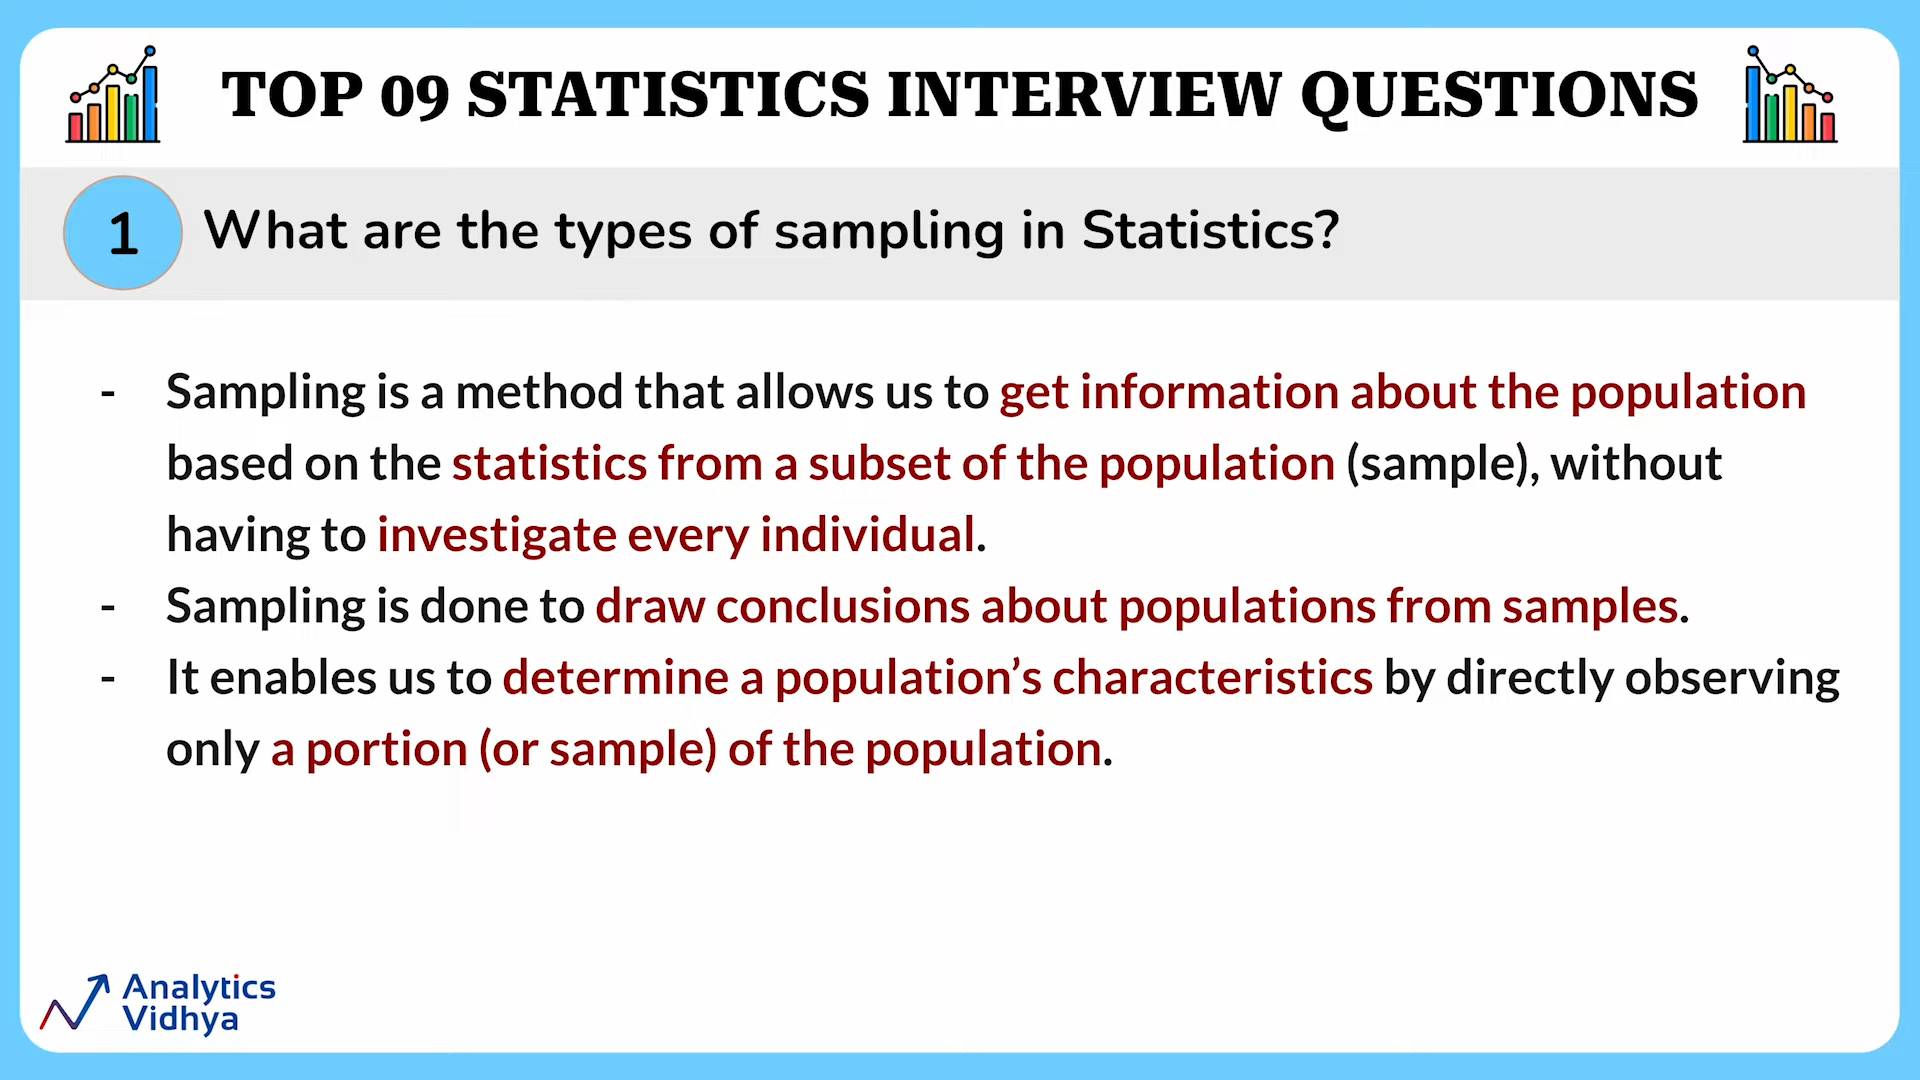 TOP 09 STATISTICS INTERVIEW QUESTIONS
1 What are the types of sampling in Statistics?
- Sampling is a method that allows us to get information about the population
based on the statistics from a subset of the population (sample), without
having to investigate every individual.
- Sampling is done to draw conclusions about populations from samples.
- It enables us to determine a population’s characteristics by directly observing
only a portion (or sample) of the population.
Analytics
Vidhya